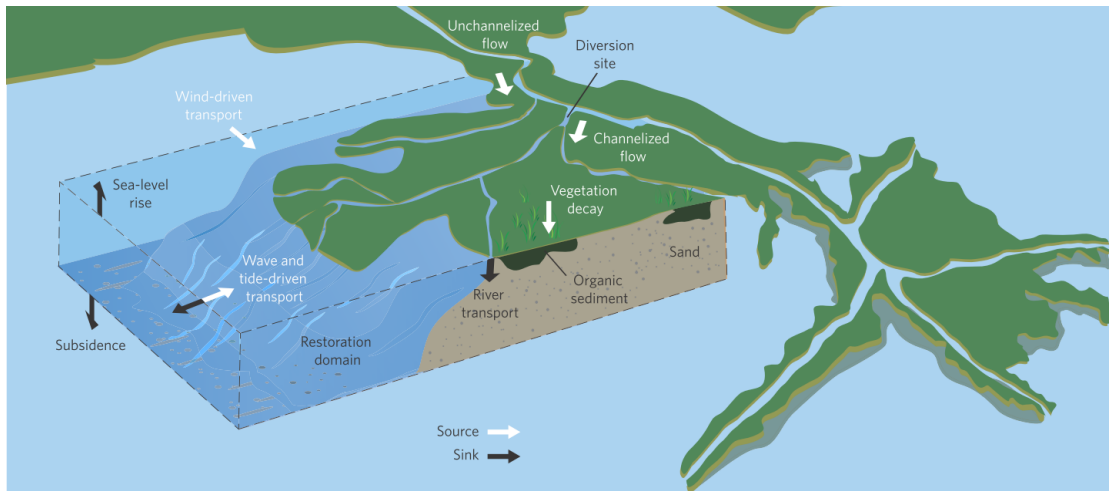 Unchannelized
flow
Diversion
site
Wind-driven
transport
Channelized
flow
Sea-level
rise
Vegetation
decay
Sand
Wave and
tide-driven
transport
Organic
sediment
River
transport
Subsidence
Restoration
domain
Source
Sink